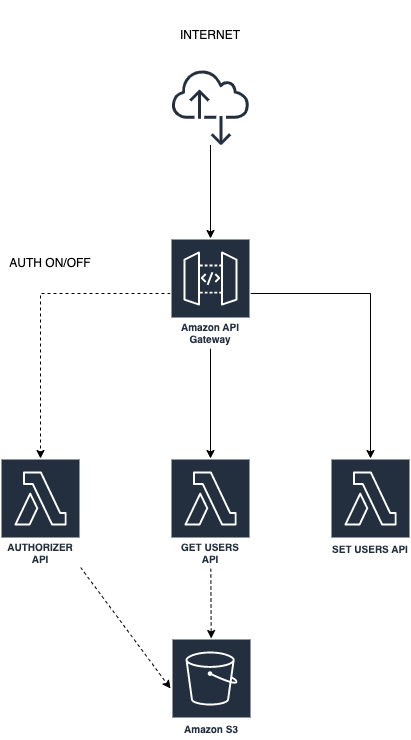 INTERNET
AUTH ON/OFF
</>
Amazon API
Gateway
AUTHORIZER
API
GET USERS
API
SET USERS API
Amazon S3